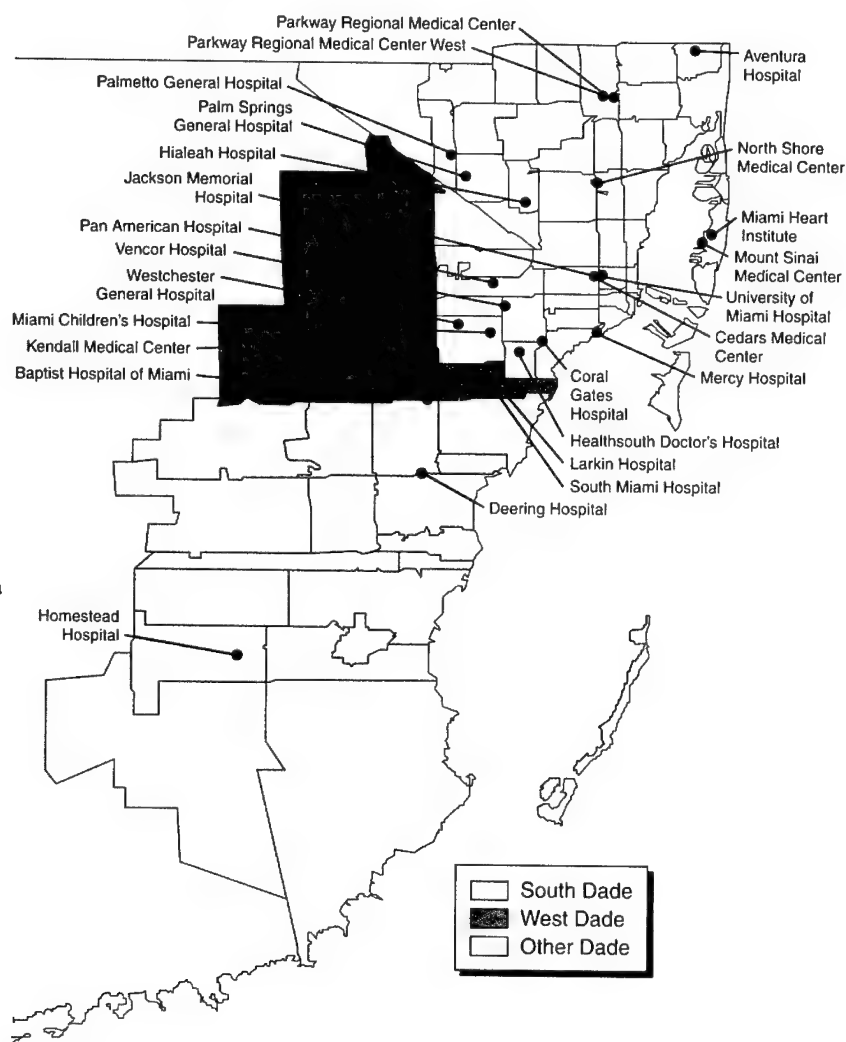 Parkway Regional Medical Center
Parkway Regional Medical Center West
Aventura
Hospital
Palmetto General Hospital
Palm Springs
General Hospital
Hialeah Hospital
North Shore
Medical Center
Jackson Memorial
Hospital
Pan American Hospital
Miami Heart
Institute
Vencor Hospital
Mount Sinai
Medical Center
Westchester
General Hospital
University of
Miami Hospital
Miami Children's Hospital
Cedars Medical
Center
Kendall Medical Center
Mercy Hospital
Baptist Hospital of Miami
Coral
Gates
Hospital
Healthsouth Doctor's Hospital
Larkin Hospital
South Miami Hospital
Deering Hospital
Homestead
Hospital
South Dade
West Dade
Other Dade